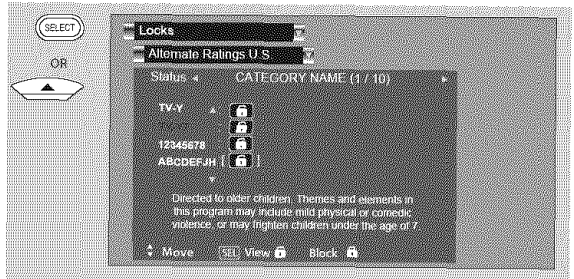 SELECT
OR
Locks
Alternate Ratings U.S
Status CATEGORY NAME (1 / 10)
TV-Y
12345678
ABCDEFJH [ ]
Directed to older children. Themes and elements in
this program may include mild physical or comedic
violence, or may frighten children under the age of 7
Move SEL View Block